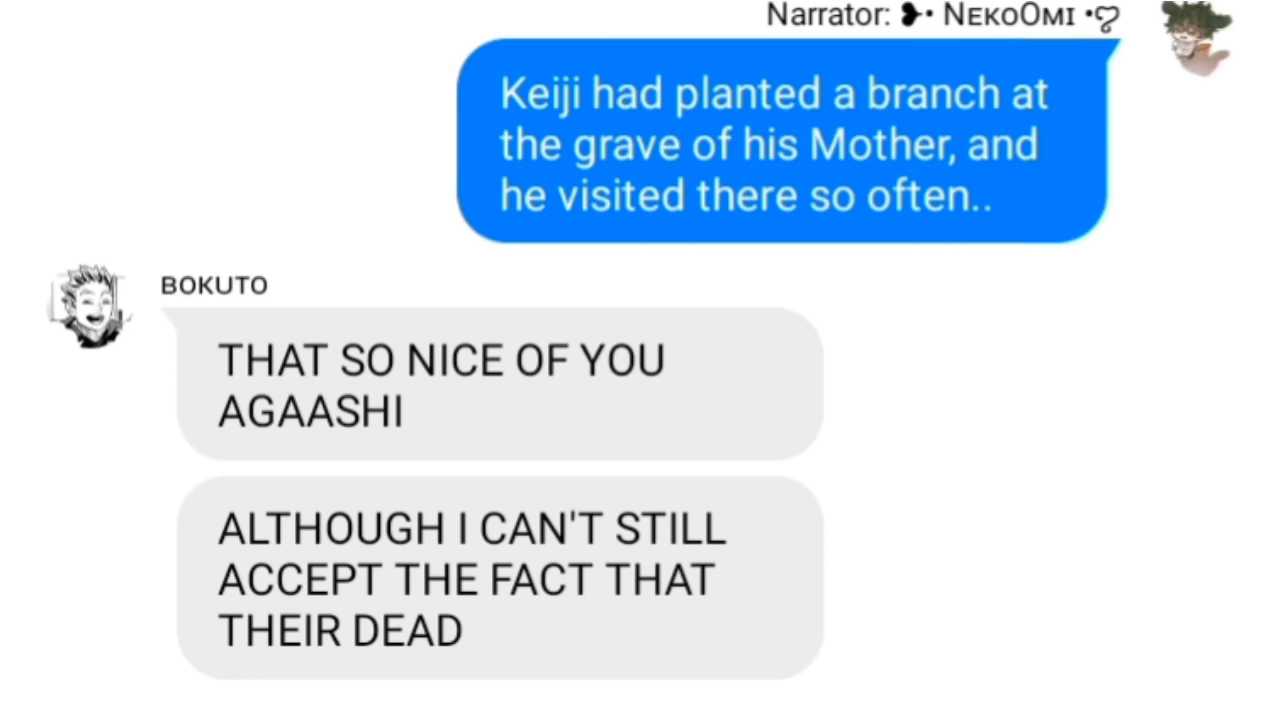 Narrator: ❥• NᴇᴋᴏOᴍɪ •ღ
Keiji had planted a branch at
the grave of his Mother, and
he visited there so often..
BOKUTO
THAT SO NICE OF YOU
AGAASHI
ALTHOUGH I CAN'T STILL
ACCEPT THE FACT THAT
THEIR DEAD